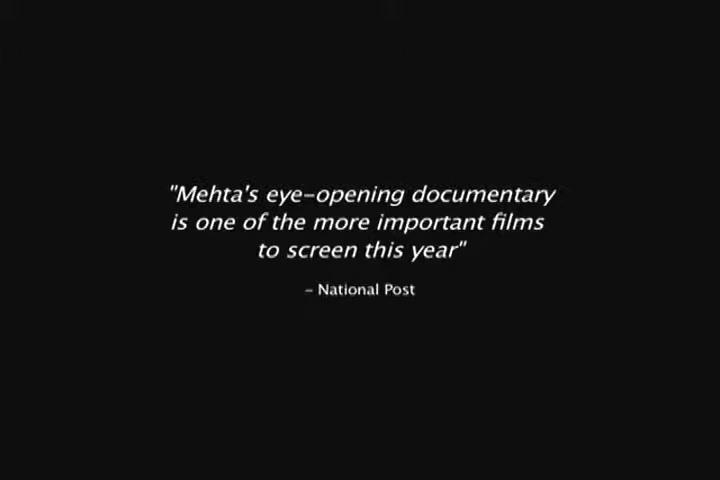 "Mehta's eye-opening documentary
is one of the more important films
to screen this year"
– National Post